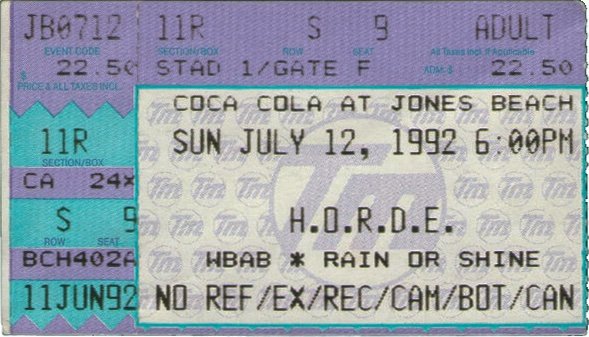 JB0712 11R S 9 ADULT
EVENT CODE SECTION/BOX ROW SEAT All Taxes Incl. If Applicable
$ 22.50 STAD 1/GATE F ADM. $ 22.50
PRICE & ALL TAXES INCL.
COCA COLA AT JONES BEACH
11R SUN JULY 12, 1992 6:00PM
SECTION/BOX
CA 24X
S 9 H.O.R.D.E.
ROW SEAT
BCH402A WBAB * RAIN OR SHINE
11JUN92 NO REF/EX/REC/CAM/BOT/CAN